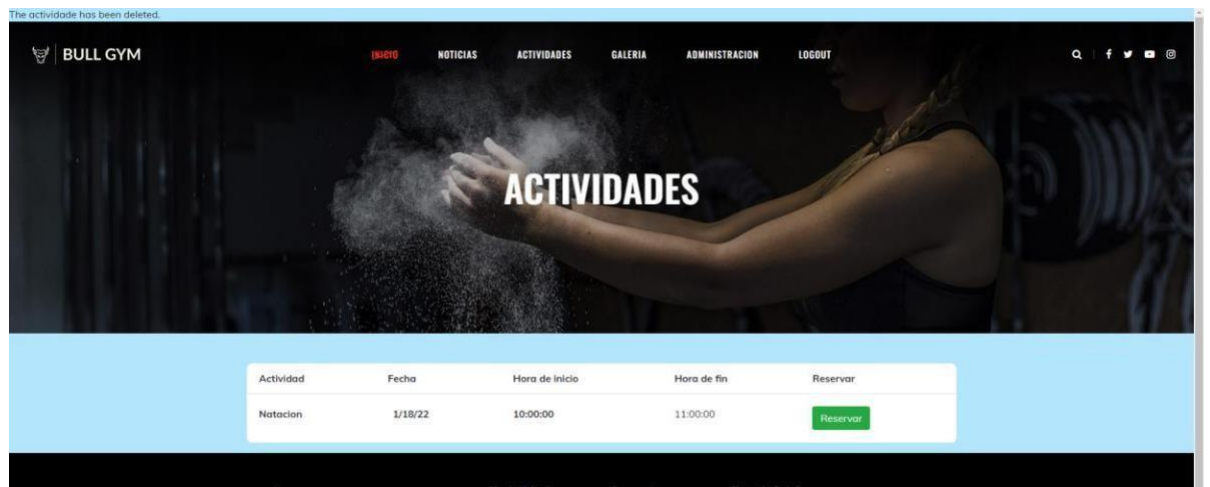 The actividade has been deleted.
BULL GYM
INICIO NOTICIAS ACTIVIDADES GALERIA ADMINISTRACION LOGOUT
ACTIVIDADES
Actividad Fecha Hora de inicio Hora de fin Reservar
Natacion 1/18/22 10:00:00 11:00:00 Reservar